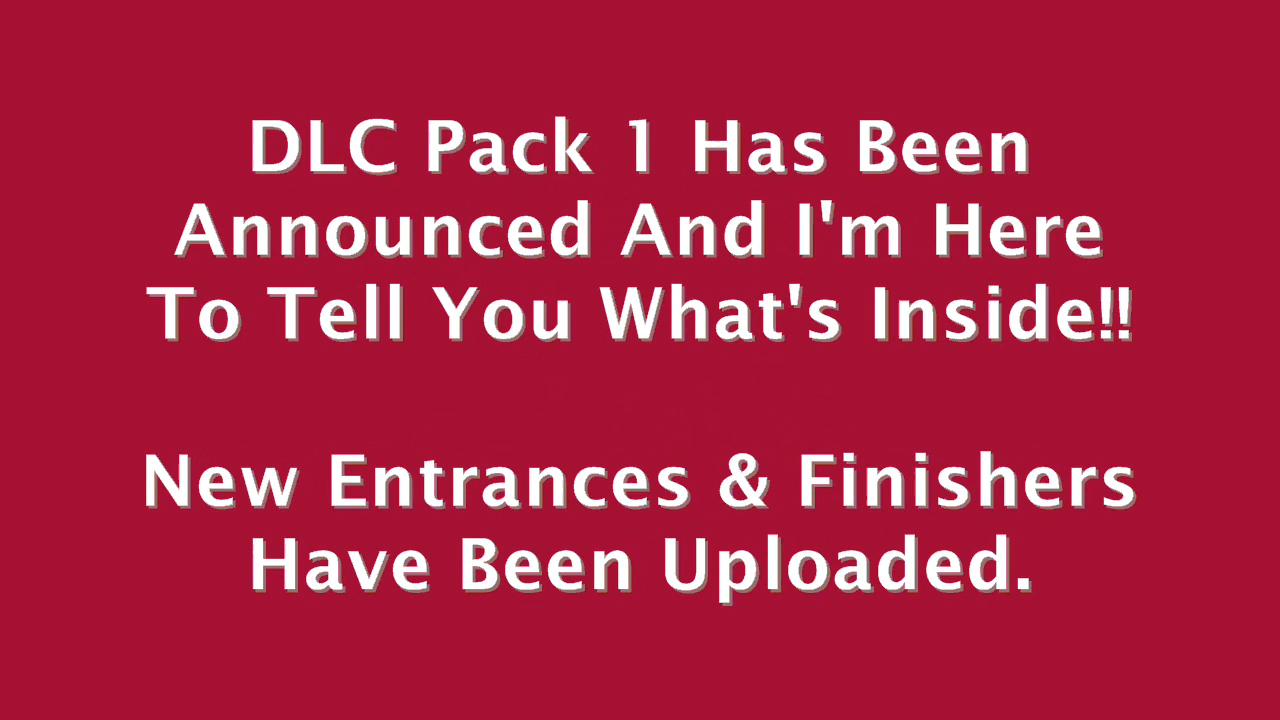 DLC Pack 1 Has Been
Announced And I'm Here
To Tell You What's Inside!!
New Entrances & Finishers
Have Been Uploaded.